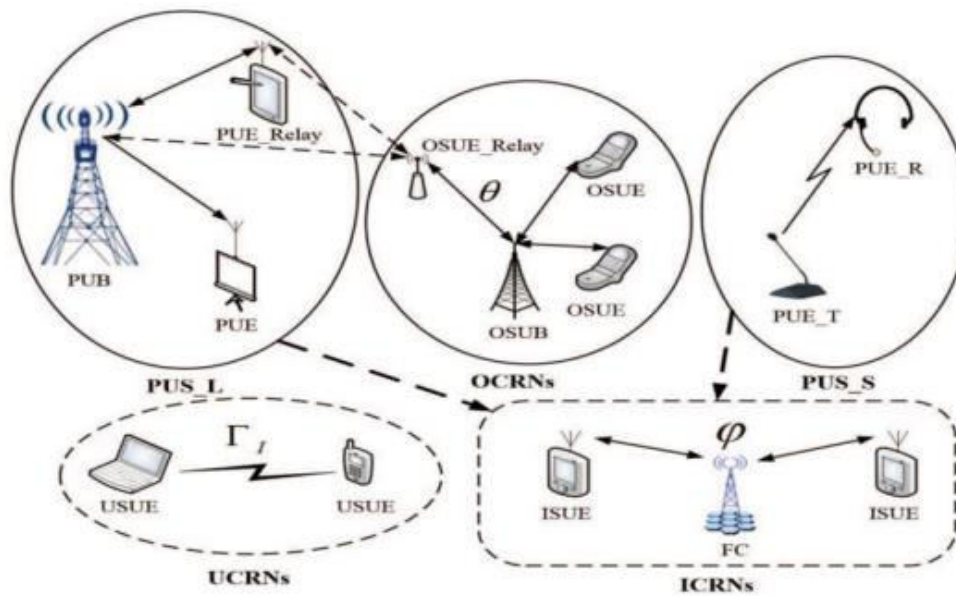 PUE_Relay
OSUE_Relay
OSUE
PUE_R
θ
PUB
PUE
OSUB
OSUE
PUE_T
PUS_L
OCRNs
PUS_S
Γ_I
φ
USUE
USUE
ISUE
FC
ISUE
UCRNs
ICRNs